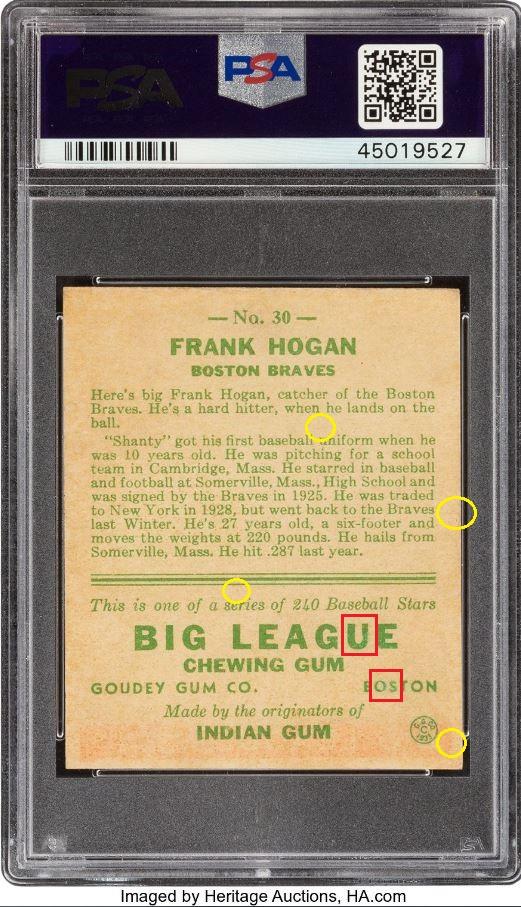 PSA
PSA
45019527
— No. 30 —
FRANK HOGAN
BOSTON BRAVES
Here's big Frank Hogan, catcher of the Boston
Braves. He's a hard hitter, when he lands on the
ball.
"Shanty" got his first baseball uniform when he
was 10 years old. He was pitching for a school
team in Cambridge, Mass. He starred in baseball
and football at Somerville, Mass., High School and
was signed by the Braves in 1925. He was traded
to New York in 1928, but went back to the Braves
last Winter. He's 27 years old, a six-footer and
moves the weights at 220 pounds. He hails from
Somerville, Mass. He hit .287 last year.
This is one of a series of 240 Baseball Stars
BIG LEAGUE
CHEWING GUM
GOUDEY GUM CO. BOSTON
Made by the originators of
INDIAN GUM
Imaged by Heritage Auctions, HA.com